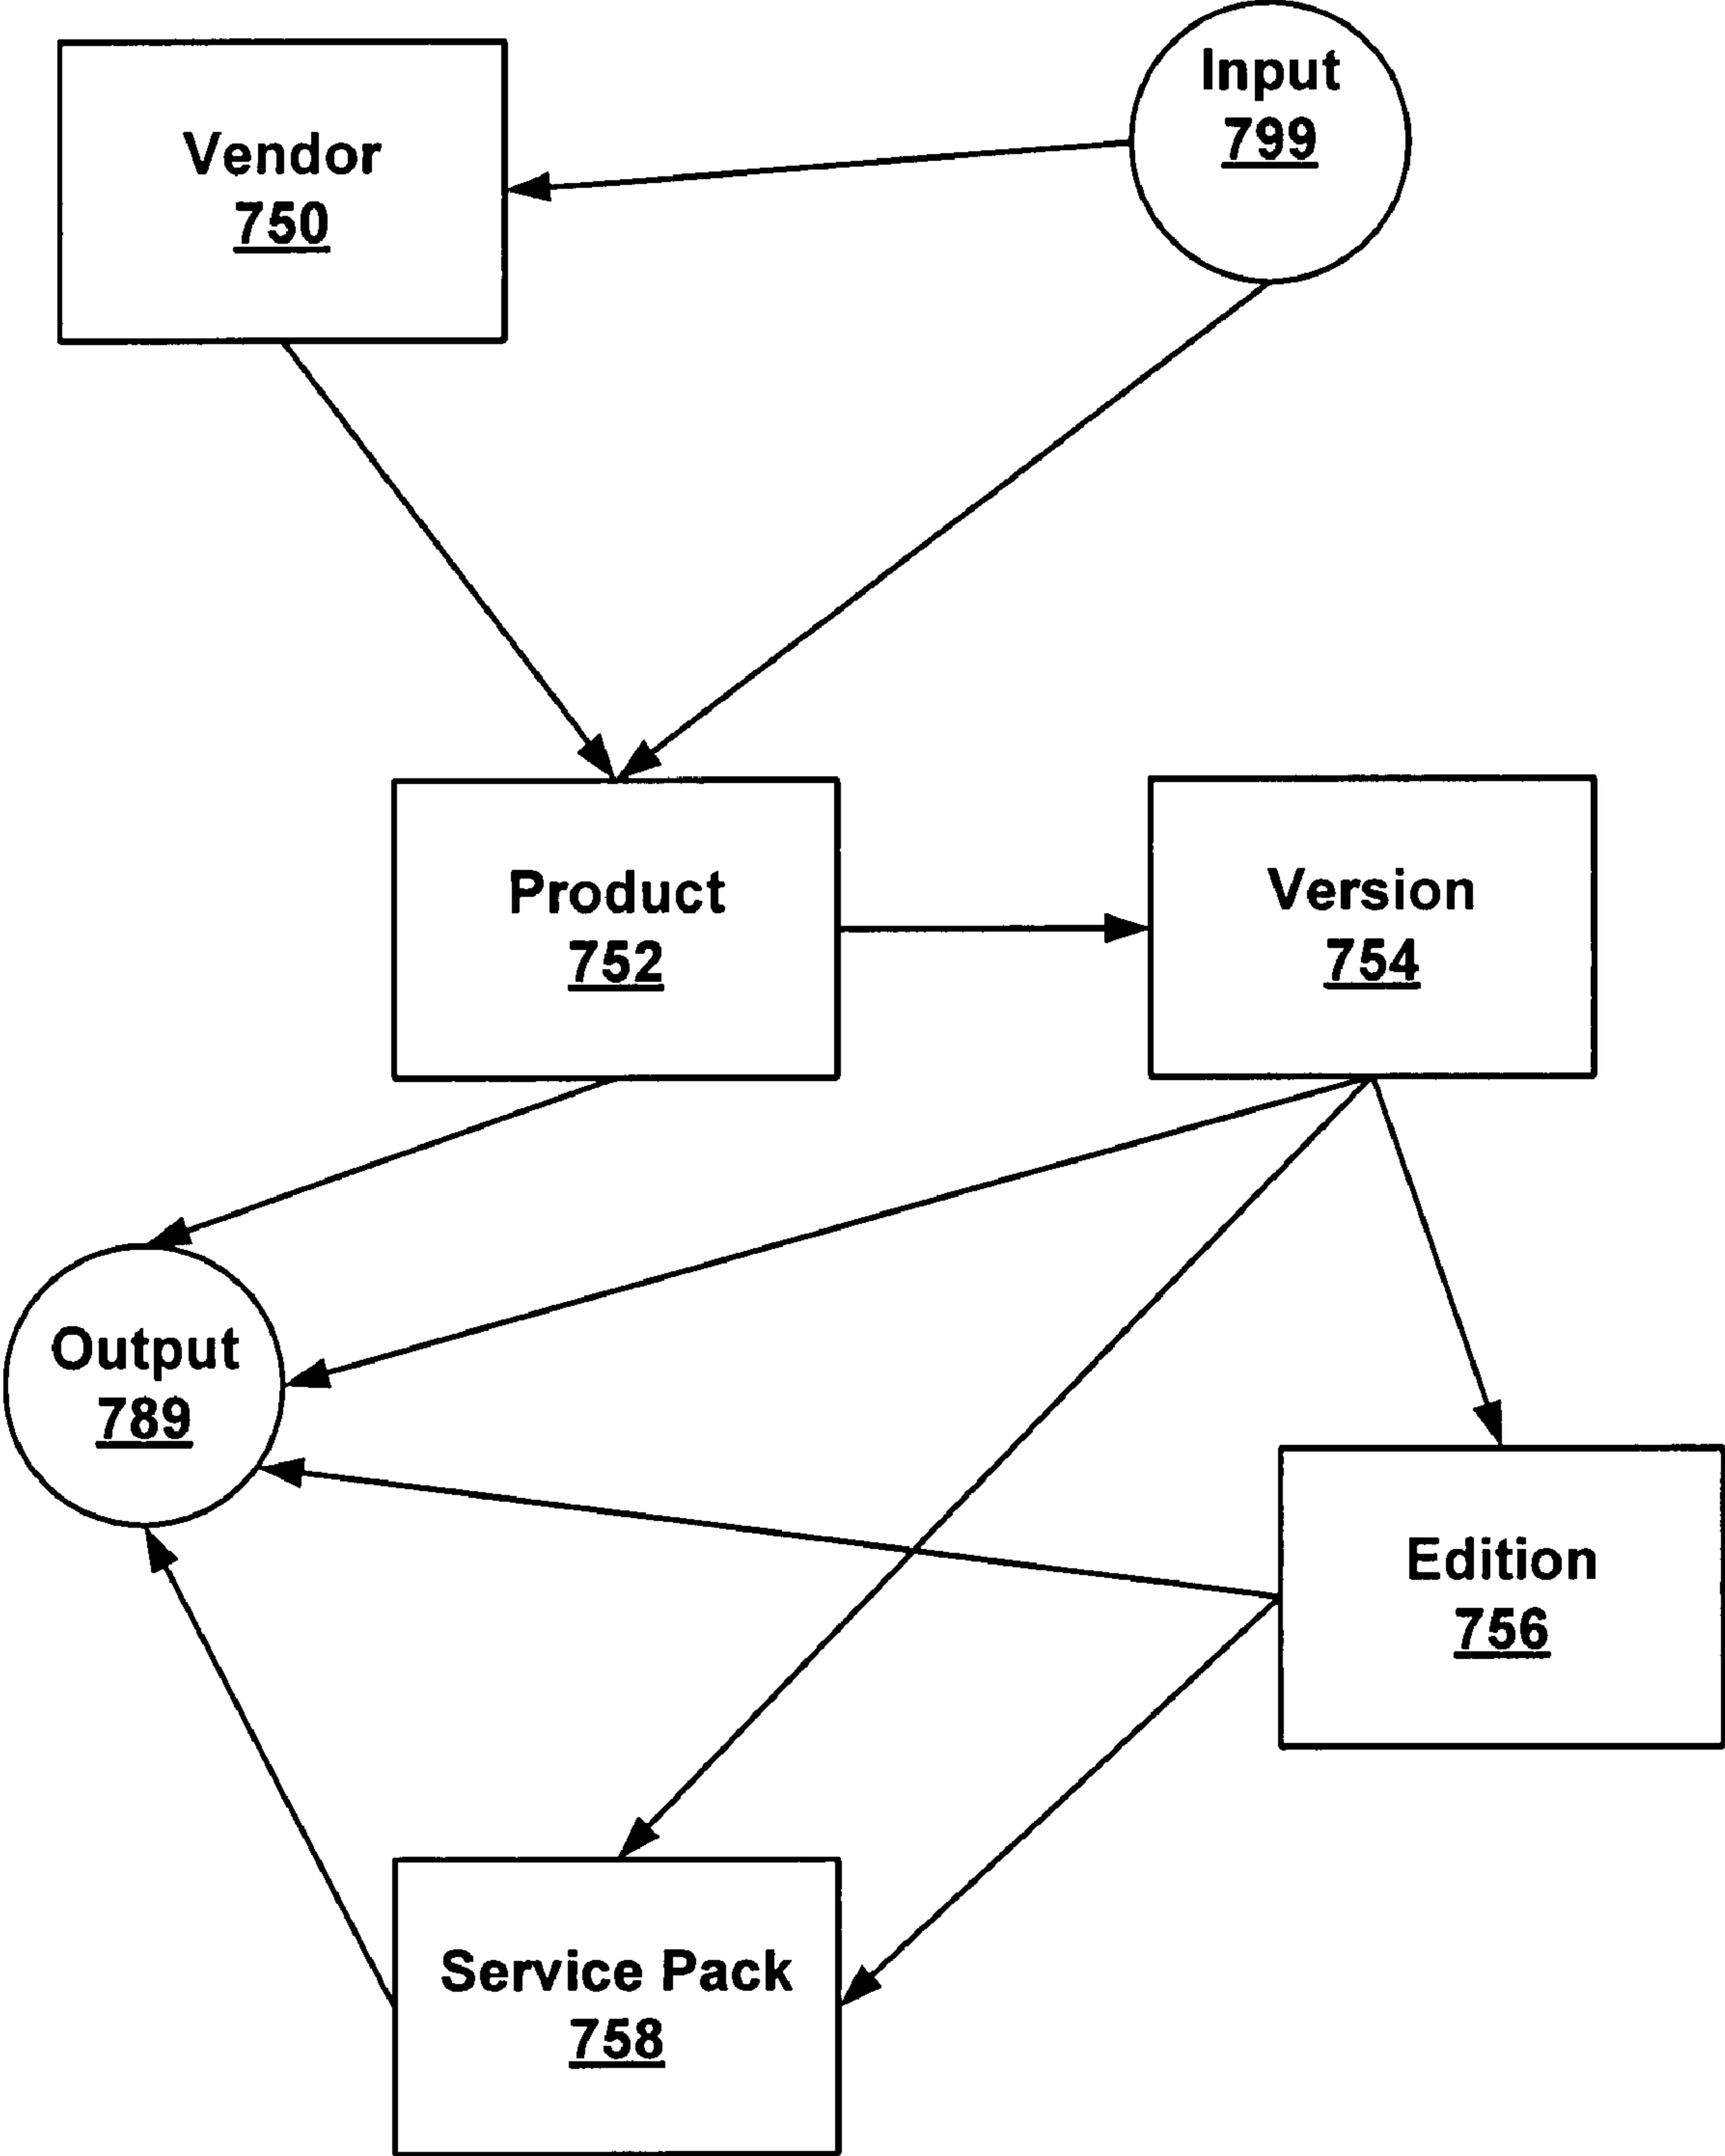 Input
799
Vendor
750
Product
752
Version
754
Output
789
Edition
756
Service Pack
758